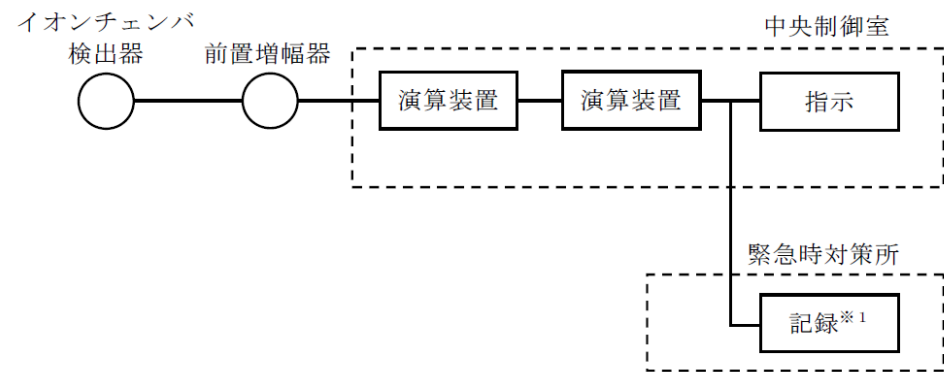 イオンチェンバ
検出器
前置増幅器
中央制御室
演算装置
演算装置
指示
緊急時対策所
記録※1